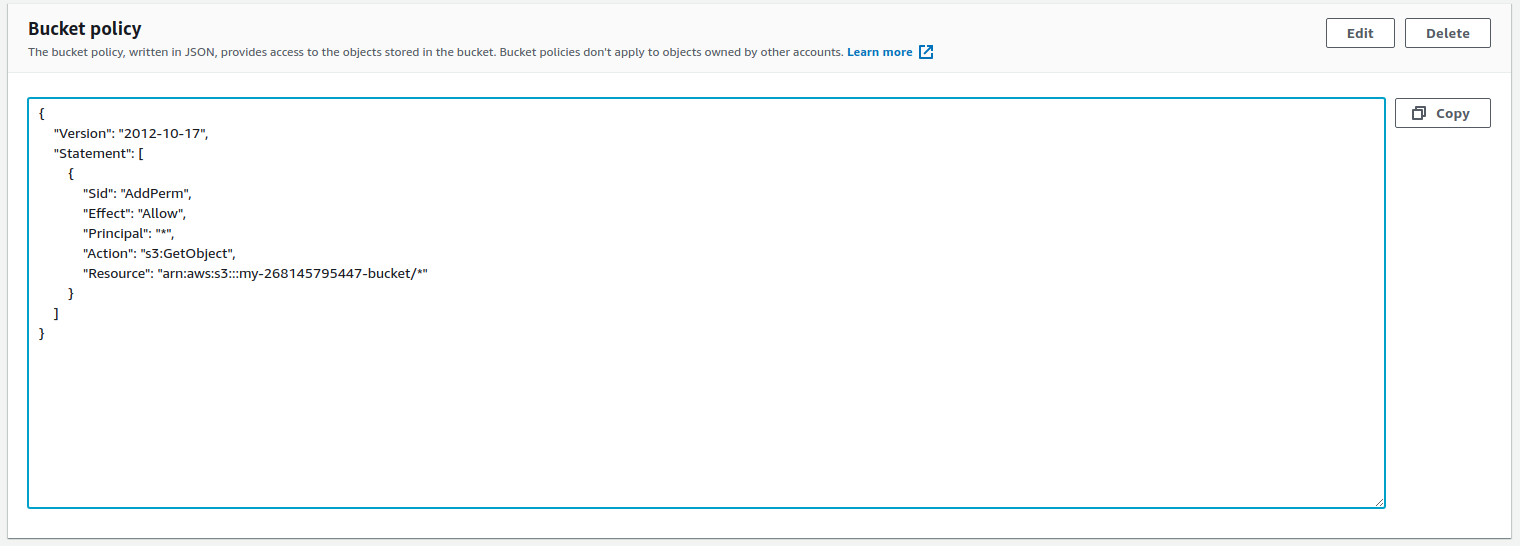 Bucket policy
The bucket policy, written in JSON, provides access to the objects stored in the bucket. Bucket policies don't apply to objects owned by other accounts. Learn more
Edit
Delete
Copy
{
    "Version": "2012-10-17",
    "Statement": [
        {
            "Sid": "AddPerm",
            "Effect": "Allow",
            "Principal": "*",
            "Action": "s3:GetObject",
            "Resource": "arn:aws:s3:::my-268145795447-bucket/*"
        }
    ]
}